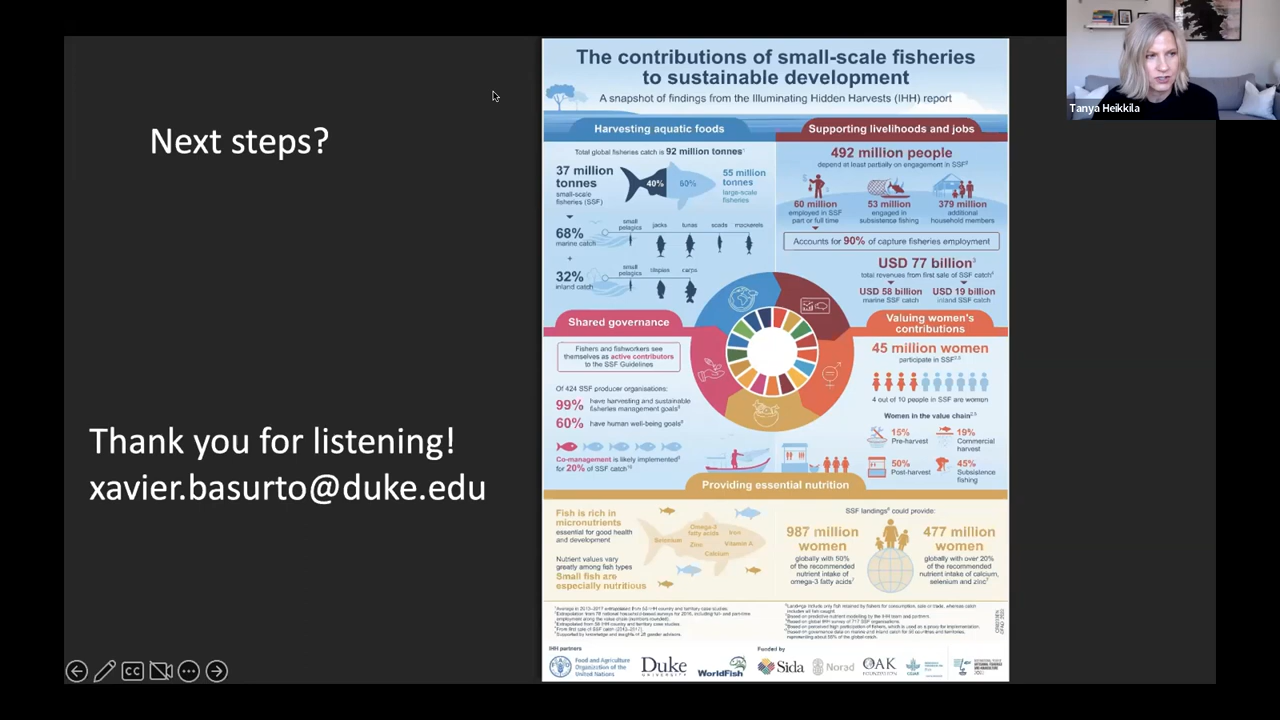 Next steps?
Thank you for listening!
xavier.basurto@duke.edu
The contributions of small-scale fisheries
to sustainable development
A snapshot of findings from the Illuminating Hidden Harvests (IHH) report
Harvesting aquatic foods
Total global fisheries catch is 92 million tonnes¹
37 million
tonnes
small-scale
fisheries (SSF)
40%
60%
55 million
tonnes
large-scale
fisheries
68%
marine catch
small
pelagics
jacks
tunas
scads
mackerels
+
32%
inland catch
small
pelagics
tilapias
carps
Supporting livelihoods and jobs
492 million people
depend at least partially on engagement in SSF²
60 million
employed in SSF
part or full time
53 million
engaged in
subsistence fishing
379 million
additional
household members
Accounts for 90% of capture fisheries employment
USD 77 billion³
total revenues from first sale of SSF catch⁴
USD 58 billion
marine SSF catch
USD 19 billion
inland SSF catch
Shared governance
Fishers and fishworkers see
themselves as active contributors
to the SSF Guidelines
Of 424 SSF producer organisations:
99% have harvesting and sustainable
fisheries management goals
60% have human well-being goals
Co-management is likely implemented
for 20% of SSF catch
Valuing women's
contributions
45 million women
participate in SSF
4 out of 10 people in SSF are women
Women in the value chain
15%
Pre-harvest
19%
Commercial
harvest
50%
Post-harvest
45%
Subsistence
fishing
Providing essential nutrition
Fish is rich in
micronutrients
essential for good health
and development
Nutrient values vary
greatly among fish types
Small fish are
especially nutritious
Selenium
Omega-3
fatty acids
Zinc
Iron
Vitamin A
Calcium
SSF landings could provide:
987 million
women
globally with 50%
of the recommended
nutrient intake of
omega-3 fatty acids
477 million
women
globally with over 20%
of the recommended
nutrient intake of calcium,
selenium and zinc
IHH partners
Food and Agriculture
Organization of the
United Nations
Duke
UNIVERSITY
WorldFish
Funded by
Sida
Norad
OAK
FOUNDATION
CGIAR
CC
Tanya Heikkila